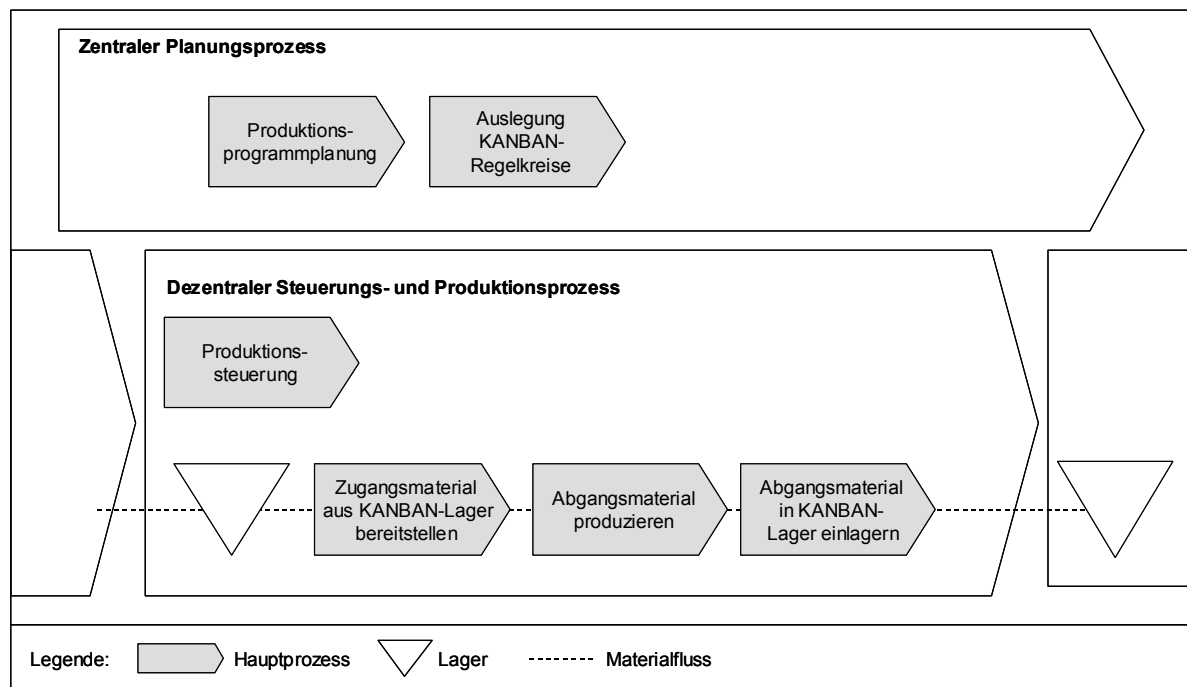 Zentraler Planungsprozess
Produktions-
programmplanung
Auslegung
KANBAN-
Regelkreise
Dezentraler Steuerungs- und Produktionsprozess
Produktions-
steuerung
Zugangsmaterial
aus KANBAN-Lager
bereitstellen
Abgangsmaterial
produzieren
Abgangsmaterial
in KANBAN-
Lager einlagern
Legende:
Hauptprozess
Lager
Materialfluss